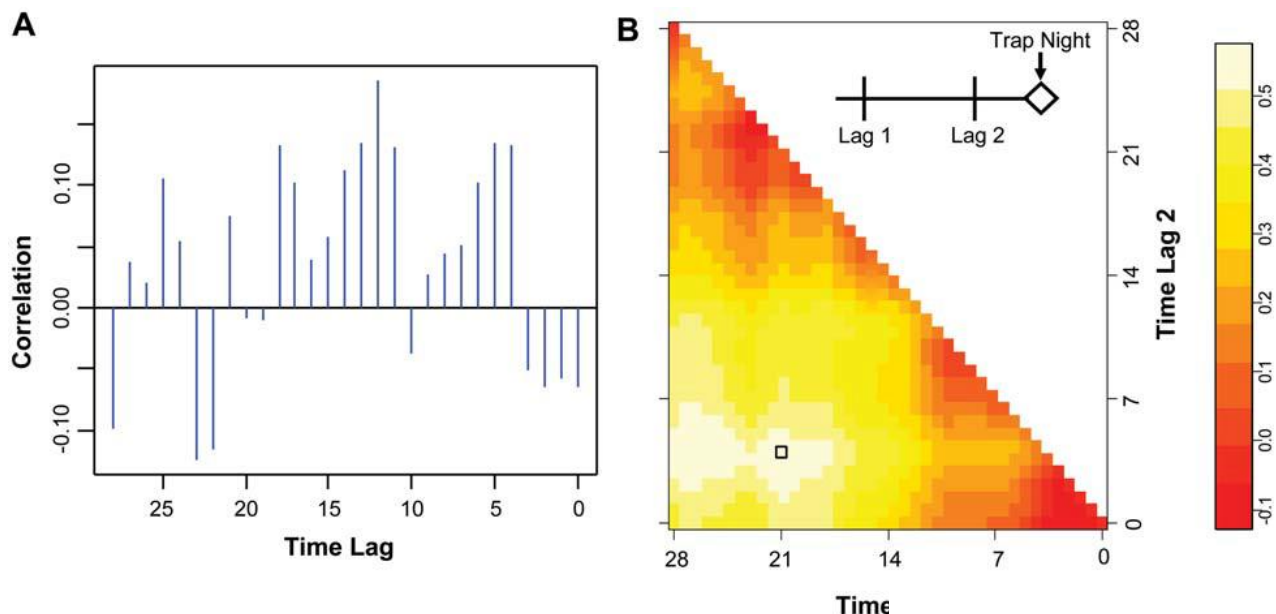 A
Correlation
0.10
0.00
-0.10
25 20 15 10 5 0
Time Lag
B
Trap Night
Lag 1 Lag 2
28
21
14
7
0
Time Lag 2
28 21 14 7 0
Time
0.5
0.4
0.3
0.2
0.1
0.0
-0.1